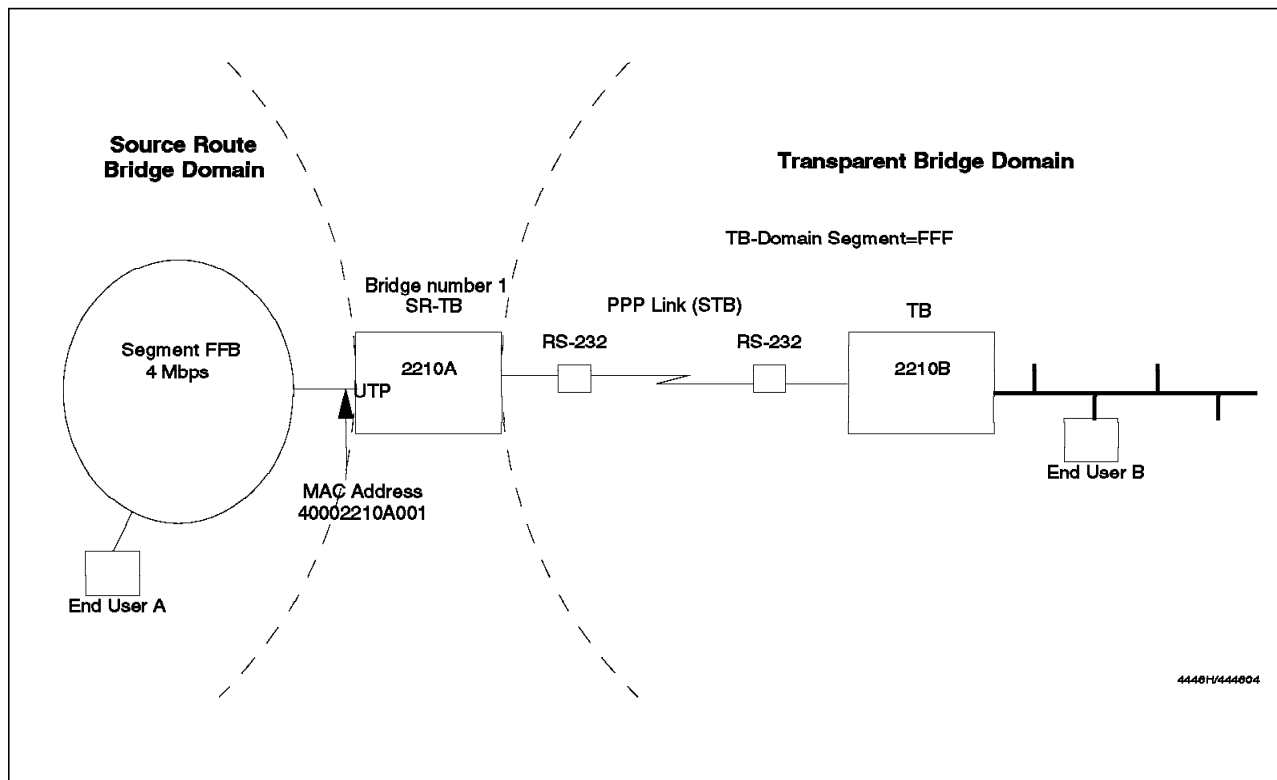 Source Route
Bridge Domain
Transparent Bridge Domain
TB-Domain Segment=FFF
Bridge number 1
SR-TB
PPP Link (STB)
TB
RS-232
RS-232
Segment FFB
4 Mbps
2210A
2210B
UTP
MAC Address
40002210A001
End User B
End User A
4448H/444804